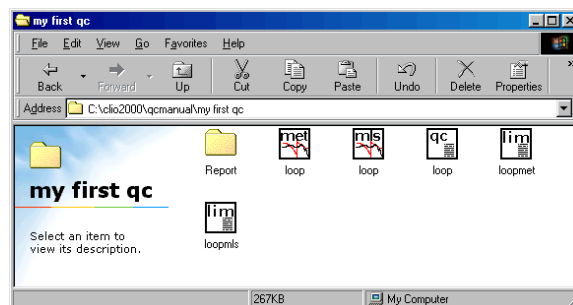 my first qc
File Edit View Go Favorites Help
Back Forward Up Cut Copy Paste Undo Delete Properties »
Address C:\clio2000\qcmanual\my first qc
my first qc
Select an item to
view its description.
met mls qc lim
Report loop loop loop loopmet
lim
loopmls
267KB My Computer